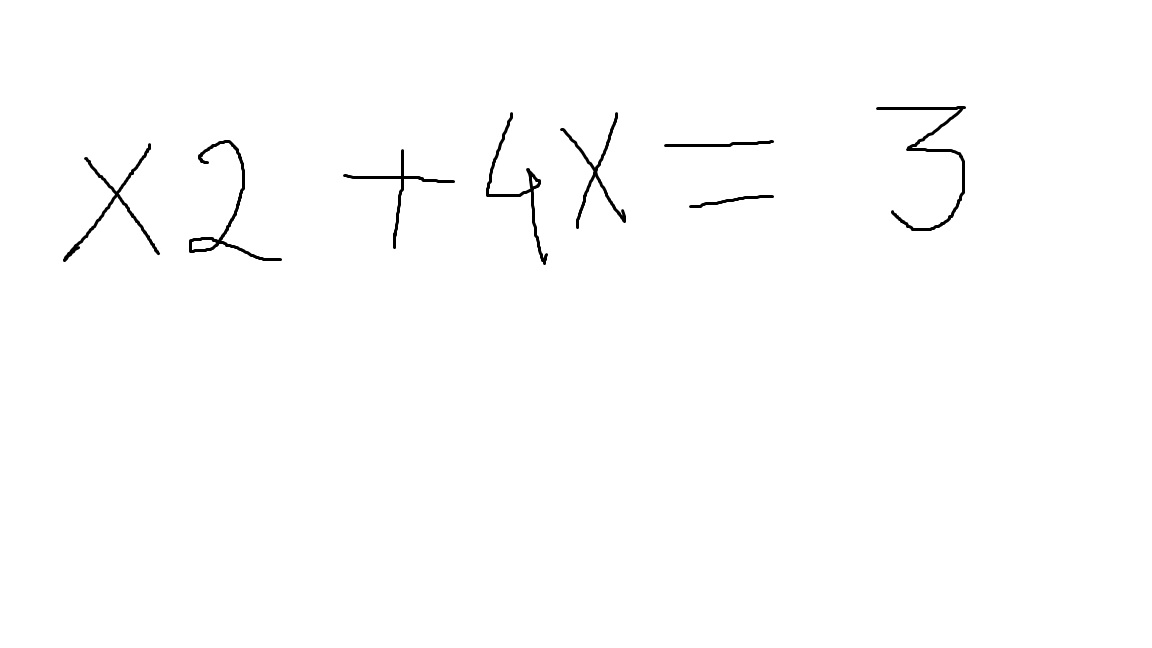 x2 + 4x = 3